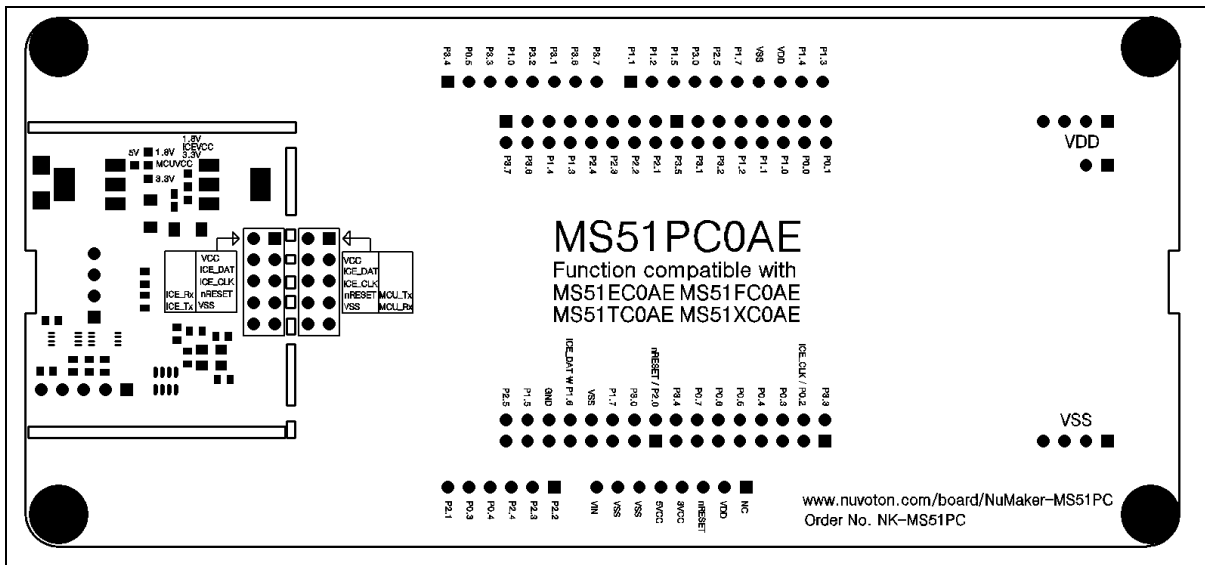 P3.4 P0.5 P3.3 P1.0 P3.2 P3.1 P3.6 P3.7 P1.1 P1.2 P1.5 P3.0 P2.5 P1.7 VSS VDD P1.4 P1.3
1.8V
ICEVCC
3.3V
5V
1.8V
MCUVCC
3.3V
VDD
P3.7 P3.6 P1.4 P1.3 P2.4 P2.3 P2.2 P2.1 P3.5 P3.1 P3.2 P1.2 P1.1 P1.0 P0.0 P0.1
MS51PC0AE
Function compatible with
MS51EC0AE MS51FC0AE
MS51TC0AE MS51XC0AE
VCC
ICE_DAT
ICE_CLK
ICE_Rx nRESET
ICE_Tx VSS
VCC
ICE_DAT
ICE_CLK
nRESET MCU_Tx
VSS MCU_Rx
P2.5 P1.5 GND ICE_DAT W P1.6 VSS P1.7 P3.0 nRESET / P2.0 P3.4 P0.7 P0.6 P0.5 P0.4 P0.3 ICE_CLK / P0.2 P3.3
VSS
P2.1 P0.3 P0.4 P2.4 P2.3 P2.2 VIN VSS VSS 5VCC 3VCC nRESET VDD NC
www.nuvoton.com/board/NuMaker-MS51PC
Order No. NK-MS51PC